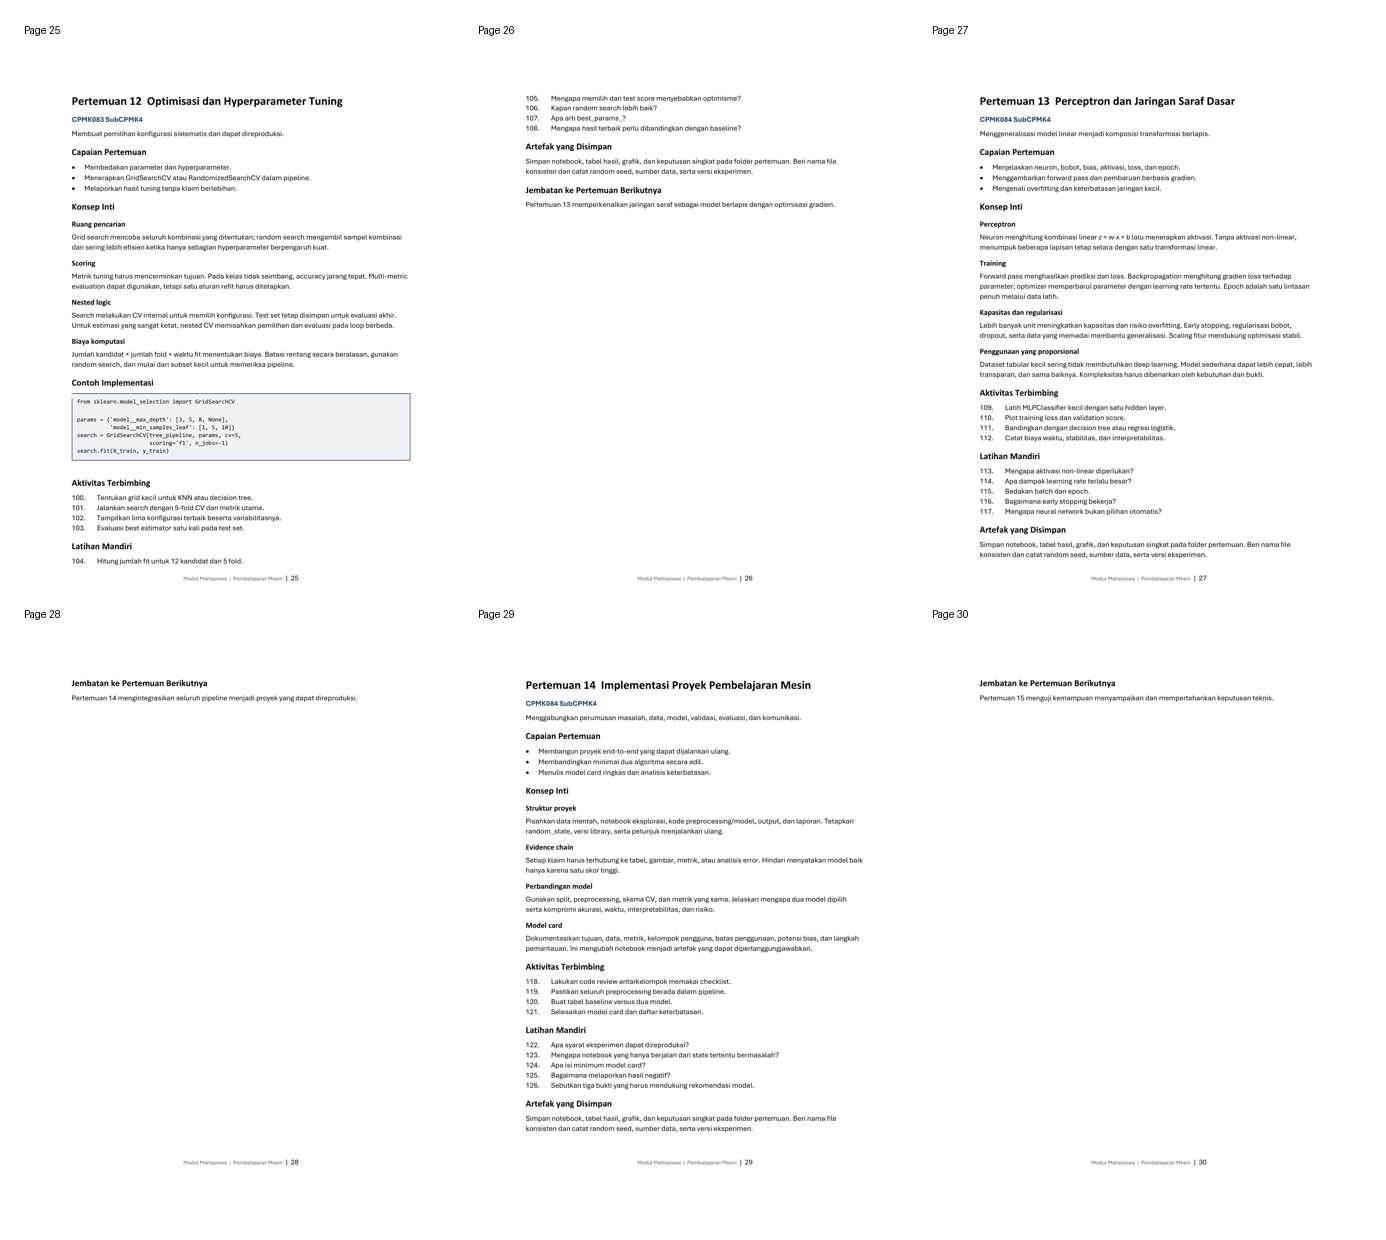 Page 25
Pertemuan 12 Optimisasi dan Hyperparameter Tuning
CPMK083 SubCPMK4
Membuat pemilihan konfigurasi sistematis dan dapat direproduksi.
Capaian Pertemuan
• Membedakan parameter dan hyperparameter.
• Menerapkan GridSearchCV atau RandomizedSearchCV dalam pipeline.
• Melaporkan hasil tuning tanpa klaim berlebihan.
Konsep Inti
Ruang pencarian
Grid search mencoba seluruh kombinasi yang ditentukan; random search mengambil sampel kombinasi
dan sering lebih efisien ketika hanya sebagian hyperparameter berpengaruh kuat.
Scoring
Metrik tuning harus mencerminkan tujuan. Pada kelas tidak seimbang, accuracy jarang tepat. Multi-metric
evaluation dapat digunakan, tetapi satu aturan refit harus ditetapkan.
Nested logic
Search melakukan CV internal untuk memilih konfigurasi. Test set tetap disimpan untuk evaluasi akhir.
Untuk estimasi yang sangat ketat, nested CV memisahkan pemilihan dan evaluasi pada loop berbeda.
Biaya komputasi
Jumlah kandidat × jumlah fold × waktu fit menentukan biaya. Batasi rentang secara beralasan, gunakan
random search, dan mulai dari subset kecil untuk memeriksa pipeline.
Contoh Implementasi
from sklearn.model_selection import GridSearchCV
params = {'model__max_depth': [3, 5, 8, None],
'model__min_samples_leaf': [1, 5, 10]}
search = GridSearchCV(tree_pipeline, params, cv=5,
scoring='f1', n_jobs=-1)
search.fit(X_train, y_train)
Aktivitas Terbimbing
100. Tentukan grid kecil untuk KNN atau decision tree.
101. Jalankan search dengan 5-fold CV dan metrik utama.
102. Tampilkan lima konfigurasi terbaik beserta variabilitasnya.
103. Evaluasi best estimator satu kali pada test set.
Latihan Mandiri
104. Hitung jumlah fit untuk 12 kandidat dan 5 fold.
Modul Mahasiswa | Pembelajaran Mesin | 25
Page 26
105. Mengapa memilih dari test score menyebabkan optimisme?
106. Kapan random search lebih baik?
107. Apa arti best_params_?
108. Mengapa hasil terbaik perlu dibandingkan dengan baseline?
Artefak yang Disimpan
Simpan notebook, tabel hasil, grafik, dan keputusan singkat pada folder pertemuan. Beri nama file
konsisten dan catat random seed, sumber data, serta versi eksperimen.
Jembatan ke Pertemuan Berikutnya
Pertemuan 13 memperkenalkan jaringan saraf sebagai model berlapis dengan optimisasi gradien.
Modul Mahasiswa | Pembelajaran Mesin | 26
Page 27
Pertemuan 13 Perceptron dan Jaringan Saraf Dasar
CPMK084 SubCPMK4
Menggeneralisasi model linear menjadi komposisi transformasi berlapis.
Capaian Pertemuan
• Menjelaskan neuron, bobot, bias, aktivasi, loss, dan epoch.
• Menggambarkan forward pass dan pembaruan berbasis gradien.
• Mengenali overfitting dan keterbatasan jaringan kecil.
Konsep Inti
Perceptron
Neuron menghitung kombinasi linear z = w·x + b lalu menerapkan aktivasi. Tanpa aktivasi non-linear,
menumpuk beberapa lapisan tetap setara dengan satu transformasi linear.
Training
Forward pass menghasilkan prediksi dan loss. Backpropagation menghitung gradien loss terhadap
parameter; optimizer memperbarui parameter dengan learning rate tertentu. Epoch adalah satu lintasan
penuh melalui data latih.
Kapasitas dan regularisasi
Lebih banyak unit meningkatkan kapasitas dan risiko overfitting. Early stopping, regularisasi bobot,
dropout, serta data yang memadai membantu generalisasi. Scaling fitur mendukung optimisasi stabil.
Penggunaan yang proporsional
Dataset tabular kecil sering tidak membutuhkan deep learning. Model sederhana dapat lebih cepat, lebih
transparan, dan sama baiknya. Kompleksitas harus dibenarkan oleh kebutuhan dan bukti.
Aktivitas Terbimbing
109. Latih MLPClassifier kecil dengan satu hidden layer.
110. Plot training loss dan validation score.
111. Bandingkan dengan decision tree atau regresi logistik.
112. Catat biaya waktu, stabilitas, dan interpretabilitas.
Latihan Mandiri
113. Mengapa aktivasi non-linear diperlukan?
114. Apa dampak learning rate terlalu besar?
115. Bedakan batch dan epoch.
116. Bagaimana early stopping bekerja?
117. Mengapa neural network bukan pilihan otomatis?
Artefak yang Disimpan
Simpan notebook, tabel hasil, grafik, dan keputusan singkat pada folder pertemuan. Beri nama file
konsisten dan catat random seed, sumber data, serta versi eksperimen.
Modul Mahasiswa | Pembelajaran Mesin | 27
Page 28
Jembatan ke Pertemuan Berikutnya
Pertemuan 14 mengintegrasikan seluruh pipeline menjadi proyek yang dapat direproduksi.
Modul Mahasiswa | Pembelajaran Mesin | 28
Page 29
Pertemuan 14 Implementasi Proyek Pembelajaran Mesin
CPMK084 SubCPMK4
Menggabungkan perumusan masalah, data, model, validasi, evaluasi, dan komunikasi.
Capaian Pertemuan
• Membangun proyek end-to-end yang dapat dijalankan ulang.
• Membandingkan minimal dua algoritma secara adil.
• Menulis model card ringkas dan analisis keterbatasan.
Konsep Inti
Struktur proyek
Pisahkan data mentah, notebook eksplorasi, kode preprocessing/model, output, dan laporan. Tetapkan
random_state, versi library, serta petunjuk menjalankan ulang.
Evidence chain
Setiap klaim harus terhubung ke tabel, gambar, metrik, atau analisis error. Hindari menyatakan model baik
hanya karena satu skor tinggi.
Perbandingan model
Gunakan split, preprocessing, skema CV, dan metrik yang sama. Jelaskan mengapa dua model dipilih
serta kompromi akurasi, waktu, interpretabilitas, dan risiko.
Model card
Dokumentasikan tujuan, data, metrik, kelompok pengguna, batas penggunaan, potensi bias, dan langkah
pemantauan. Ini mengubah notebook menjadi artefak yang dapat dipertanggungjawabkan.
Aktivitas Terbimbing
118. Lakukan code review antarkelompok memakai checklist.
119. Pastikan seluruh preprocessing berada dalam pipeline.
120. Buat tabel baseline versus dua model.
121. Selesaikan model card dan daftar keterbatasan.
Latihan Mandiri
122. Apa syarat eksperimen dapat direproduksi?
123. Mengapa notebook yang hanya berjalan dari state tertentu bermasalah?
124. Apa isi minimum model card?
125. Bagaimana melaporkan hasil negatif?
126. Sebutkan tiga bukti yang harus mendukung rekomendasi model.
Artefak yang Disimpan
Simpan notebook, tabel hasil, grafik, dan keputusan singkat pada folder pertemuan. Beri nama file
konsisten dan catat random seed, sumber data, serta versi eksperimen.
Modul Mahasiswa | Pembelajaran Mesin | 29
Page 30
Jembatan ke Pertemuan Berikutnya
Pertemuan 15 menguji kemampuan menyampaikan dan mempertahankan keputusan teknis.
Modul Mahasiswa | Pembelajaran Mesin | 30